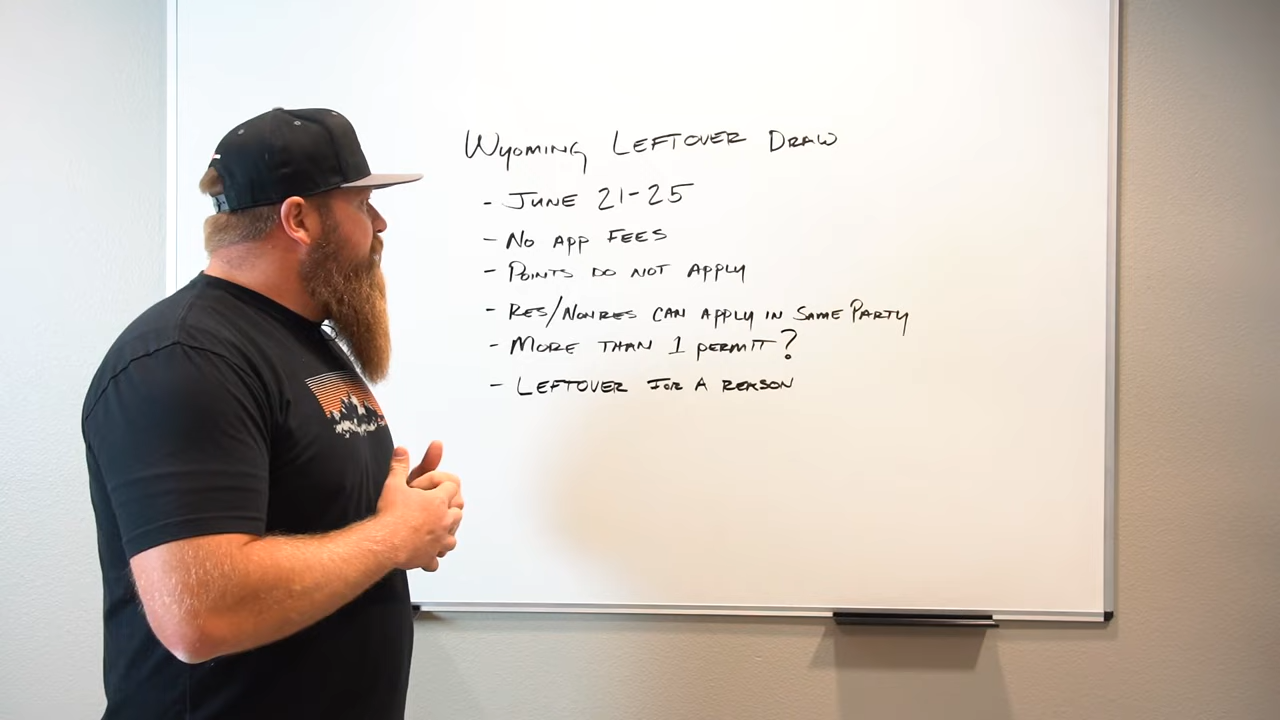 WYOMING LEFTOVER DRAW
- JUNE 21-25
- NO APP FEES
- POINTS DO NOT APPLY
- RES/NONRES CAN APPLY IN SAME PARTY
- MORE THAN 1 PERMIT?
- LEFTOVER FOR A REASON